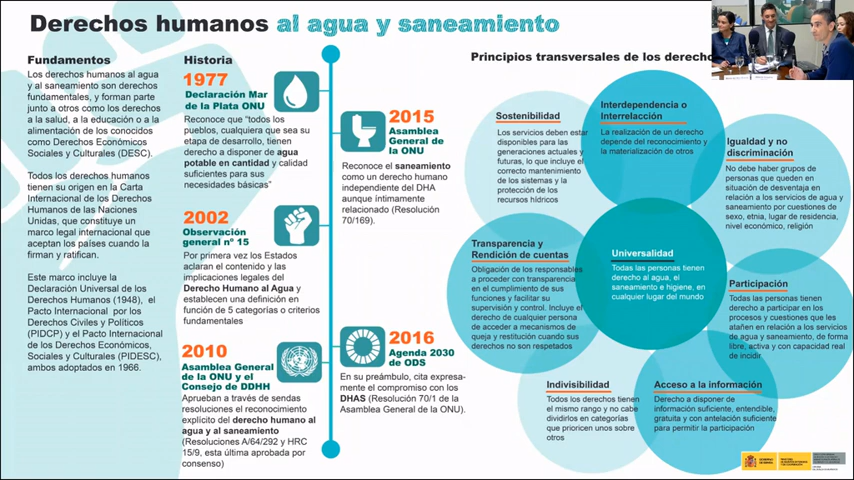 Derechos humanos al agua y saneamiento
Fundamentos
Los derechos humanos al agua
y al saneamiento son derechos
fundamentales, y forman parte
junto a otros como los derechos
a la salud, a la educación o a la
alimentación de los conocidos
como Derechos Económicos
Sociales y Culturales (DESC).
Todos los derechos humanos
tienen su origen en la Carta
Internacional de los Derechos
Humanos de las Naciones
Unidas, que constituye un
marco legal internacional que
aceptan los países cuando la
firman y ratifican.
Este marco incluye la
Declaración Universal de los
Derechos Humanos (1948), el
Pacto Internacional por los
Derechos Civiles y Políticos
(PIDCP) y el Pacto Internacional
de los Derechos Económicos,
Sociales y Culturales (PIDESC),
ambos adoptados en 1966.
Historia
1977
Declaración Mar
de la Plata ONU
Reconoce que “todos los
pueblos, cualquiera que sea su
etapa de desarrollo, tienen
derecho a disponer de agua
potable en cantidad y calidad
suficientes para sus
necesidades básicas”
2002
Observación
general nº 15
Por primera vez los Estados
aclaran el contenido y las
implicaciones legales del
Derecho Humano al Agua y
establecen una definición en
función de 5 categorías o criterios
fundamentales
2010
Asamblea General
de la ONU y el
Consejo de DDHH
Aprueban a través de sendas
resoluciones el reconocimiento
explícito del derecho humano al
agua y al saneamiento
(Resoluciones A/64/292 y HRC
15/9, esta última aprobada por
consenso)
2015
Asamblea
General de
la ONU
Reconoce el saneamiento
como un derecho humano
independiente del DHA
aunque íntimamente
relacionado (Resolución
70/169).
2016
Agenda 2030
de ODS
En su preámbulo, cita expresa-
mente el compromiso con los
DHAS (Resolución 70/1 de la
Asamblea General de la ONU).
Principios transversales de los derecho
Sostenibilidad
Los servicios deben estar
disponibles para las
generaciones actuales y
futuras, lo que incluye el
correcto mantenimiento
de los sistemas y la
protección de los
recursos hídricos
Interdependencia o
Interrelacción
La realización de un derecho
depende del reconocimiento y
la materialización de otros
Igualdad y no
discriminación
No debe haber grupos de
personas que queden en
situación de desventaja en
relación a los servicios de agua y
saneamiento por cuestiones de
sexo, etnia, lugar de residencia,
nivel económico, religión
Transparencia y
Rendición de cuentas
Obligación de los responsables
a proceder con transparencia
en el cumplimiento de sus
funciones y facilitar su
supervisión y control. Incluye el
derecho de cualquier persona
de acceder a mecanismos de
queja y restitución cuando sus
derechos no son respetados
Universalidad
Todas las personas tienen
derecho al agua, el
saneamiento e higiene, en
cualquier lugar del mundo
Participación
Todas las personas tienen
derecho a participar en los
procesos y cuestiones que les
atañen en relación a los servicios
de agua y saneamiento, de forma
libre, activa y con capacidad real
de incidir
Indivisibilidad
Todos los derechos tienen
el mismo rango y no cabe
dividirlos en categorías
que prioricen unos sobre
otros
Acceso a la información
Derecho a disponer de
información suficiente, entendible,
gratuita y con antelación suficiente
para permitir la participación